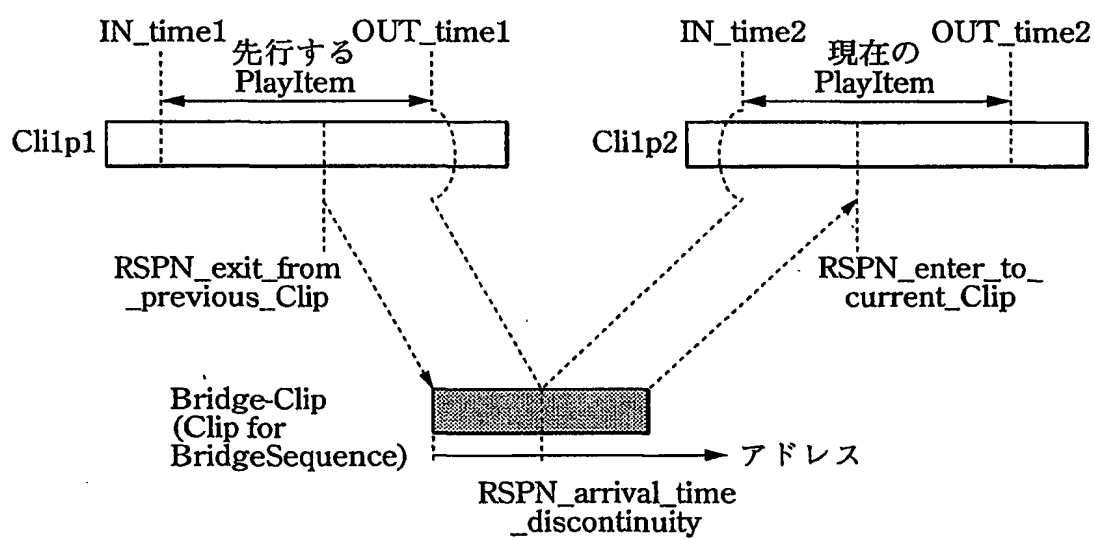 IN_time1
先行する
PlayItem
OUT_time1
IN_time2
現在の
PlayItem
OUT_time2
Cli1p1
Cli1p2
RSPN_exit_from
_previous_Clip
RSPN_enter_to_
current_Clip
Bridge-Clip
(Clip for
BridgeSequence)
アドレス
RSPN_arrival_time
_discontinuity